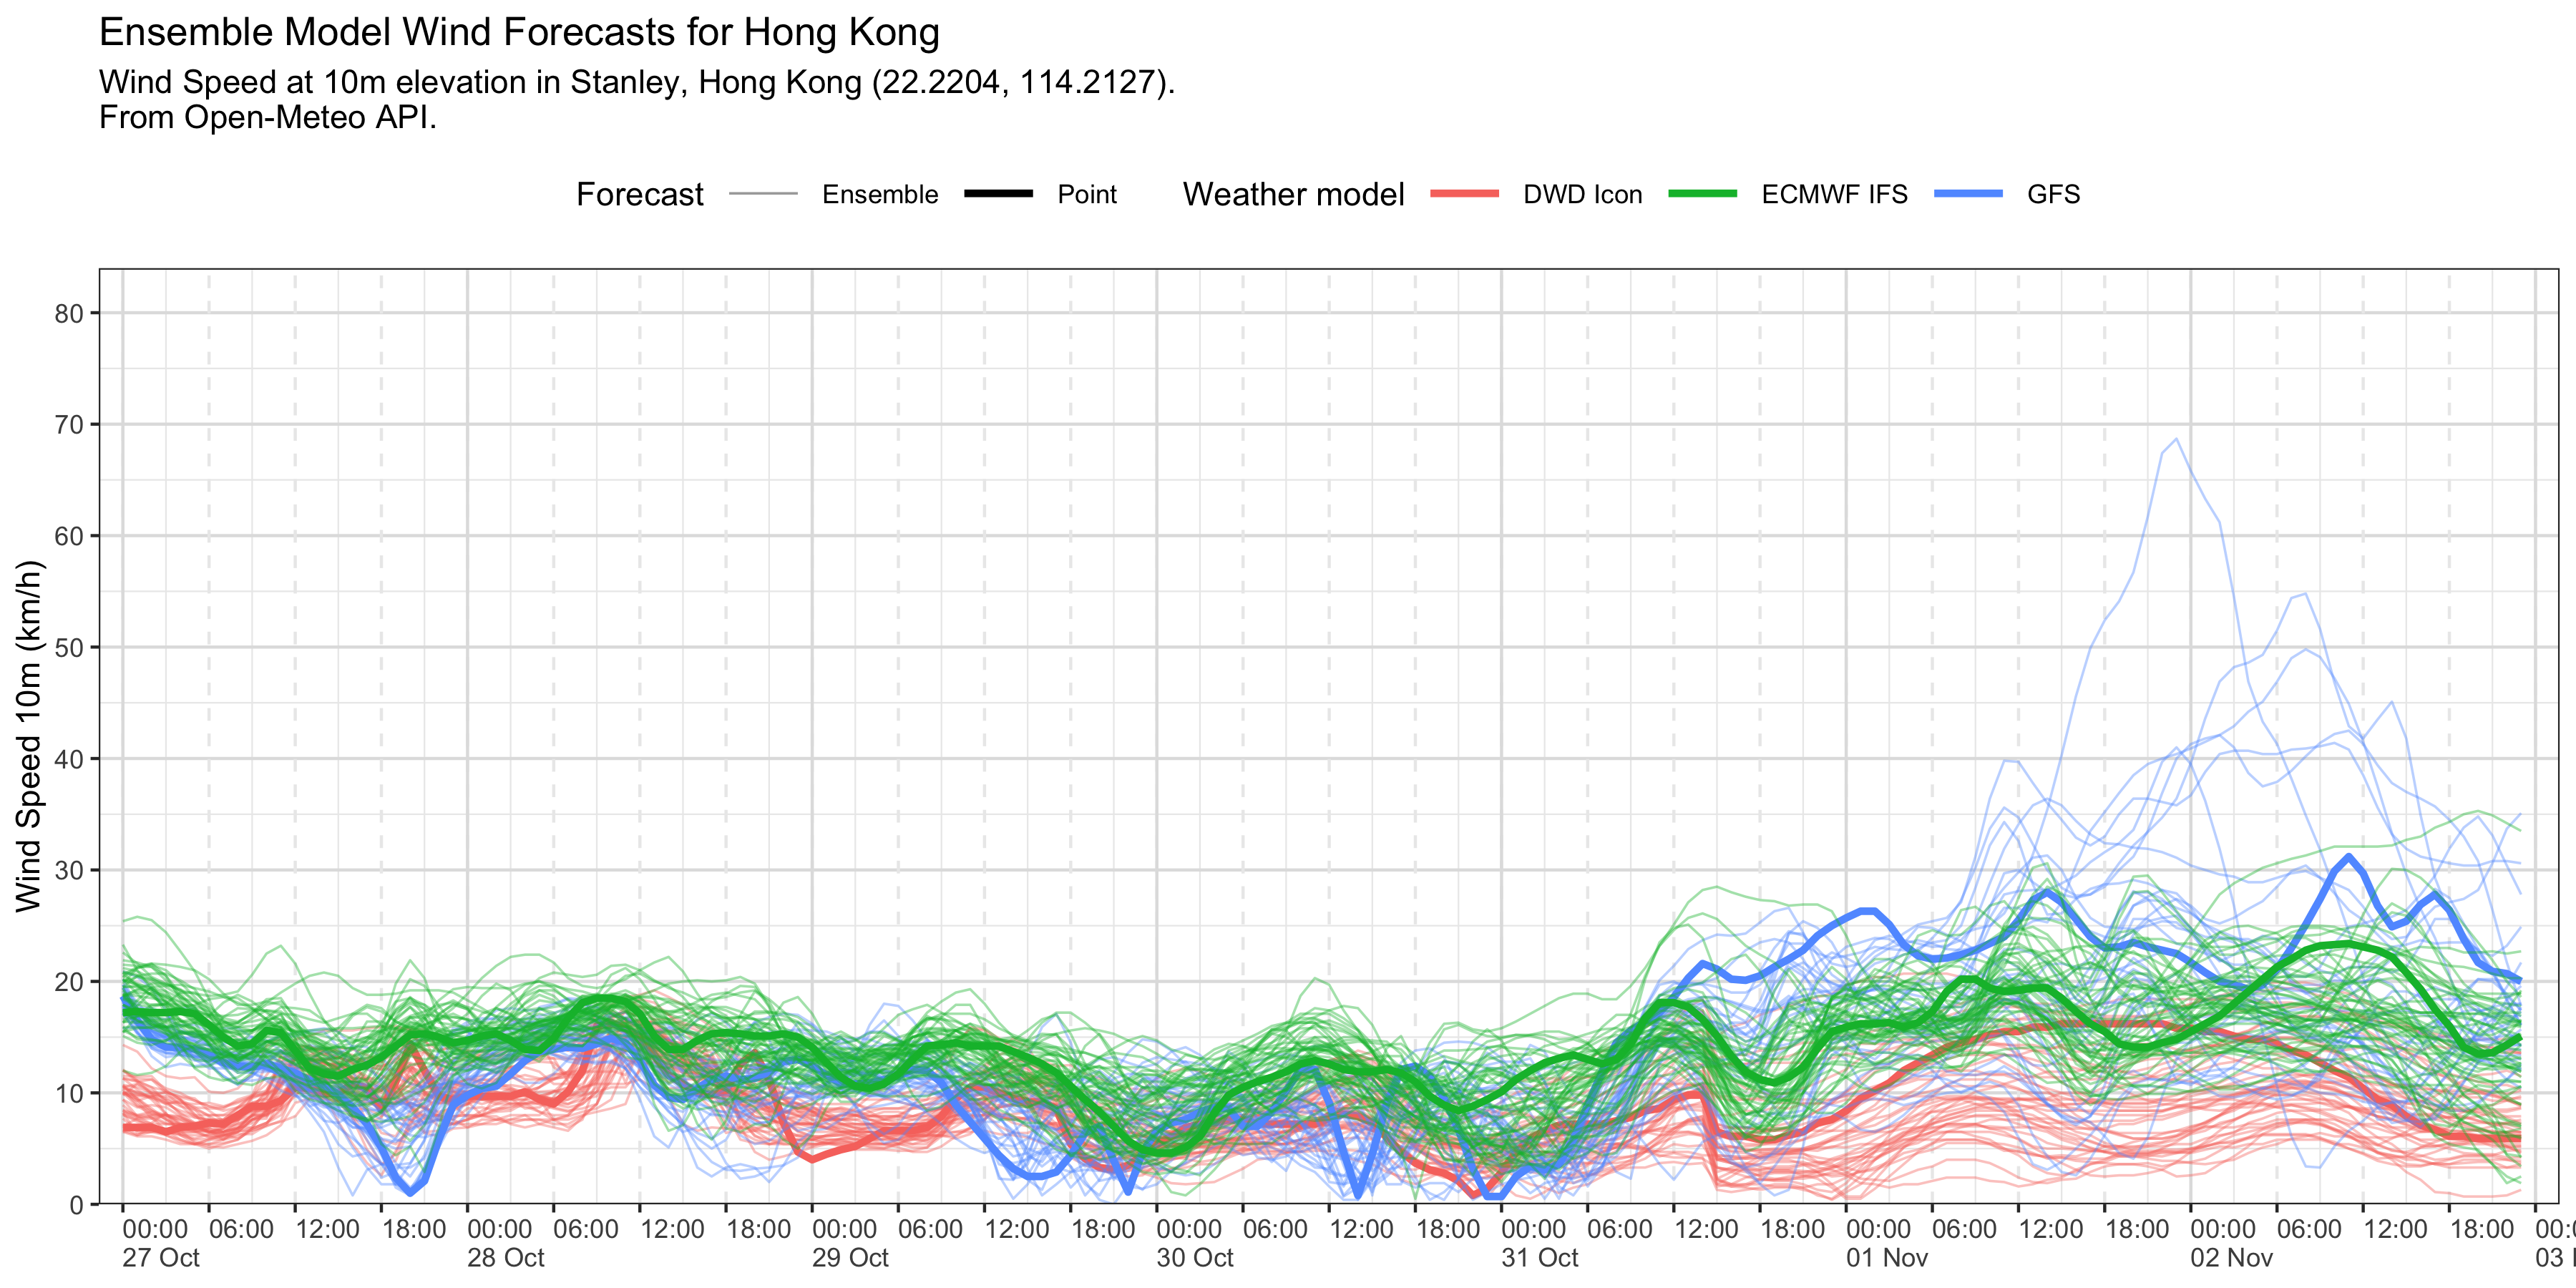 Ensemble Model Wind Forecasts for Hong Kong
Wind Speed at 10m elevation in Stanley, Hong Kong (22.2204, 114.2127).
From Open-Meteo API.
Forecast Ensemble Point Weather model DWD Icon ECMWF IFS GFS
Wind Speed 10m (km/h)
80
70
60
50
40
30
20
10
0
00:00 06:00 12:00 18:00 00:00 06:00 12:00 18:00 00:00 06:00 12:00 18:00 00:00 06:00 12:00 18:00 00:00 06:00 12:00 18:00 00:00 06:00 12:00 18:00 00:00 06:00 12:00 18:00 00:0
27 Oct 28 Oct 29 Oct 30 Oct 31 Oct 01 Nov 02 Nov 03